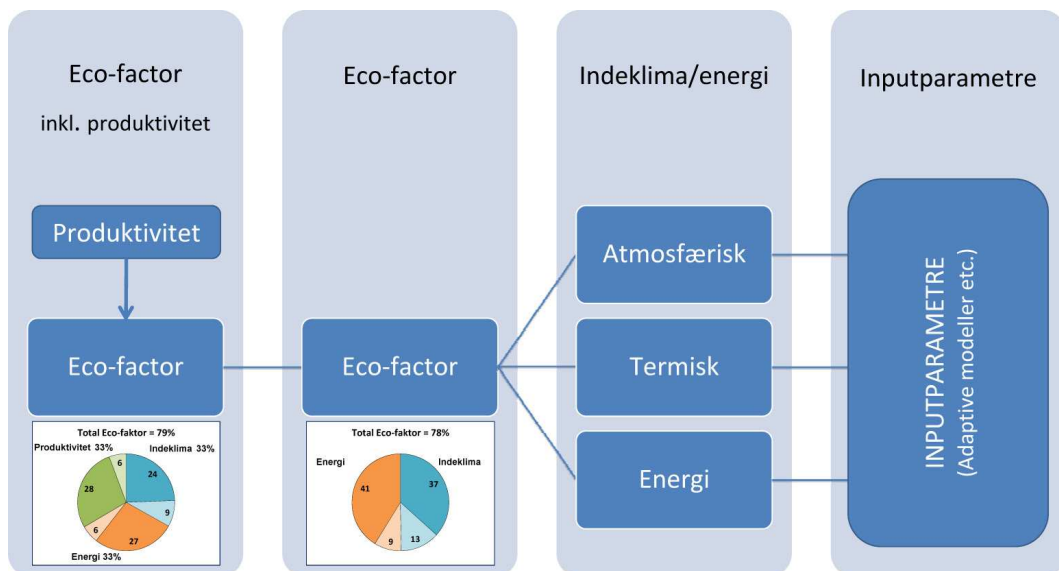 Eco-factor
inkl. produktivitet
Produktivitet
Eco-factor
Total Eco-faktor = 79%
Produktivitet 33%
Indeklima 33%
6
24
28
9
6
27
Energi 33%
Eco-factor
Eco-factor
Total Eco-faktor = 78%
Energi
Indeklima
41
37
9
13
Indeklima/energi
Atmosfærisk
Termisk
Energi
Inputparametre
INPUTPARAMETRE
(Adaptive modeller etc.)